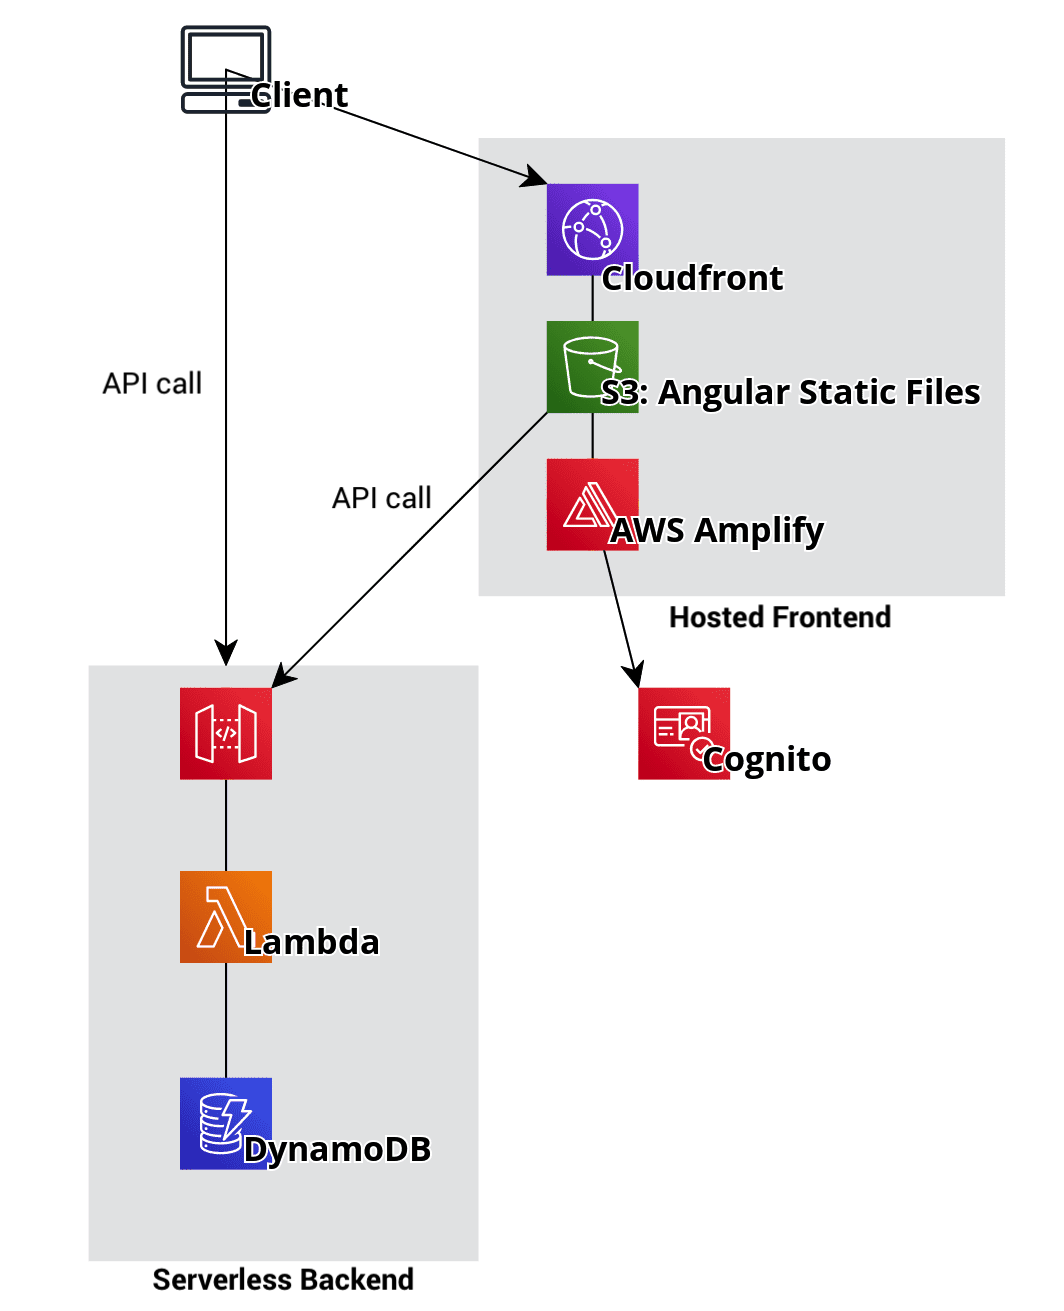 Client
Cloudfront
S3: Angular Static Files
API call
API call
AWS Amplify
Hosted Frontend
</>
Cognito
Lambda
DynamoDB
Serverless Backend